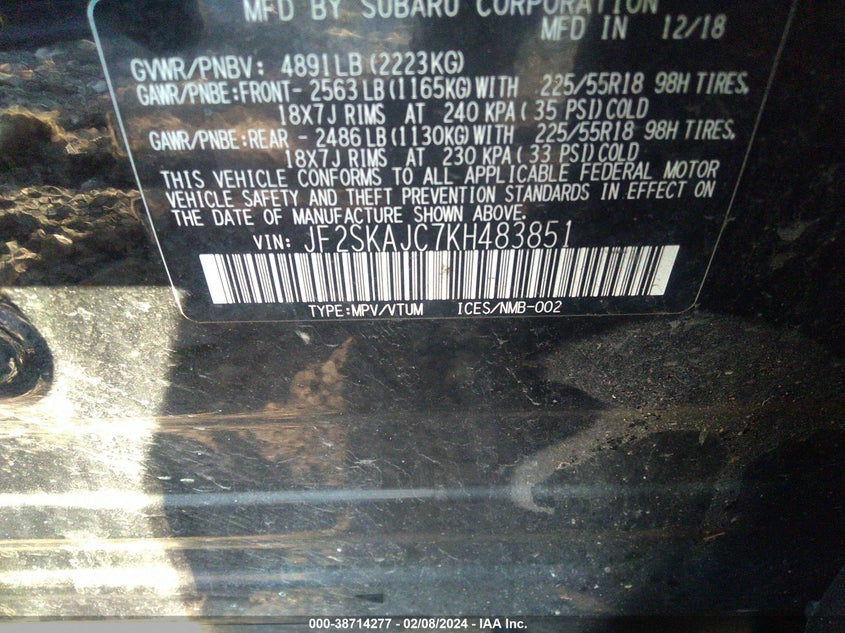 MFD BY SUBARU CORPORATION
MFD IN 12/18
GVWR/PNBV: 4891LB(2223KG)
GAWR/PNBE:FRONT- 2563LB(1165KG)WITH 225/55R18 98H TIRES,
18X7J RIMS AT 240 KPA( 35 PSI)COLD
GAWR/PNBE:REAR - 2486LB(1130KG)WITH 225/55R18 98H TIRES,
18X7J RIMS AT 230 KPA( 33 PSI)COLD
THIS VEHICLE CONFORMS TO ALL APPLICABLE FEDERAL MOTOR
VEHICLE SAFETY AND THEFT PREVENTION STANDARDS IN EFFECT ON
THE DATE OF MANUFACTURE SHOWN ABOVE.
VIN: JF2SKAJC7KH483851
TYPE:MPV/VTUM ICES/NMB-002
000-38714277 - 02/08/2024 - IAA Inc.